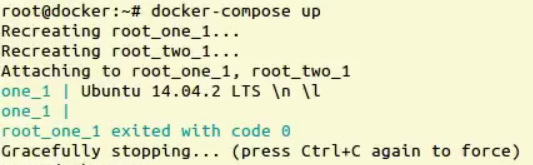 root@docker:~# docker-compose up
Recreating root_one_1...
Recreating root_two_1...
Attaching to root_one_1, root_two_1
one_1 | Ubuntu 14.04.2 LTS \n \l
one_1 |
root_one_1 exited with code 0
Gracefully stopping... (press Ctrl+C again to force)